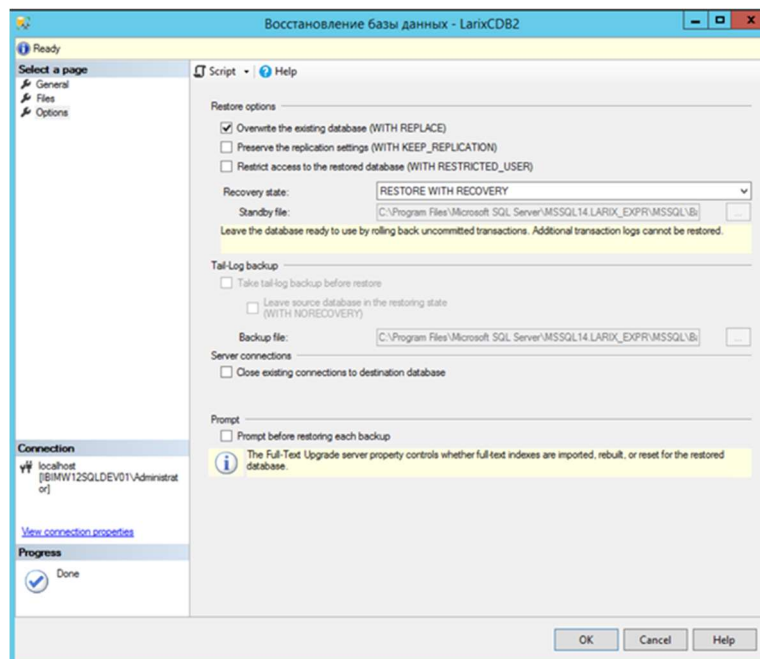 Восстановление базы данных - LarixCDB2
Ready
Select a page
General
Files
Options
Script
Help
Restore options
Overwrite the existing database (WITH REPLACE)
Preserve the replication settings (WITH KEEP_REPLICATION)
Restrict access to the restored database (WITH RESTRICTED_USER)
Recovery state:
RESTORE WITH RECOVERY
Standby file:
C:\Program Files\Microsoft SQL Server\MSSQL14.LARIX_EXPR\MSSQL\Ba
...
Leave the database ready to use by rolling back uncommitted transactions. Additional transaction logs cannot be restored.
Tail-Log backup
Take tail-log backup before restore
Leave source database in the restoring state
(WITH NORECOVERY)
Backup file:
C:\Program Files\Microsoft SQL Server\MSSQL14.LARIX_EXPR\MSSQL\Ba
...
Server connections
Close existing connections to destination database
Prompt
Prompt before restoring each backup
The Full-Text Upgrade server property controls whether full-text indexes are imported, rebuilt, or reset for the restored
database.
Connection
localhost
[IBIMW12SQLDEV01\Administrat
or]
View connection properties
Progress
Done
OK
Cancel
Help